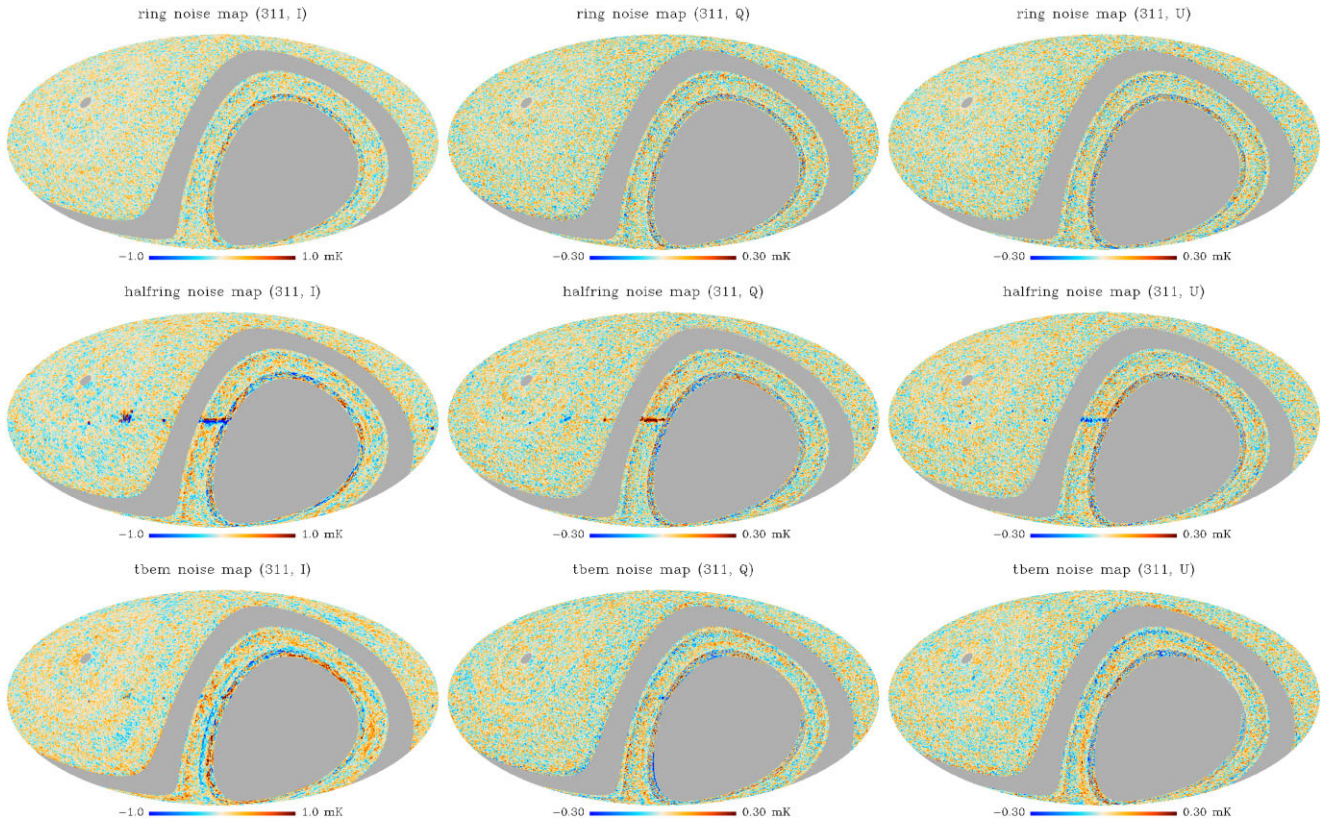 ring noise map (311, I)
ring noise map (311, Q)
ring noise map (311, U)
−1.0 1.0 mK
−0.30 0.30 mK
−0.30 0.30 mK
halfring noise map (311, I)
halfring noise map (311, Q)
halfring noise map (311, U)
−1.0 1.0 mK
−0.30 0.30 mK
−0.30 0.30 mK
tbem noise map (311, I)
tbem noise map (311, Q)
tbem noise map (311, U)
−1.0 1.0 mK
−0.30 0.30 mK
−0.30 0.30 mK